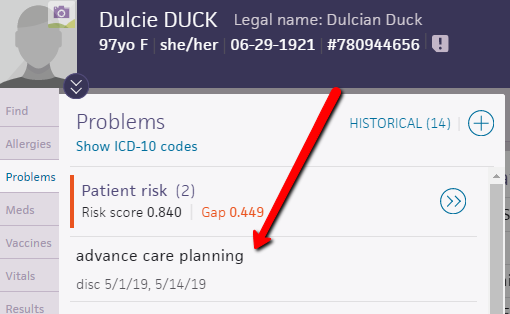 Dulcie DUCK Legal name: Dulcian Duck
97yo F | she/her | 06-29-1921 | #780944656
Find
Allergies
Problems
Meds
Vaccines
Vitals
Results
Problems HISTORICAL (14)
Show ICD-10 codes
Patient risk (2)
Risk score 0.840 | Gap 0.449
advance care planning
disc 5/1/19, 5/14/19